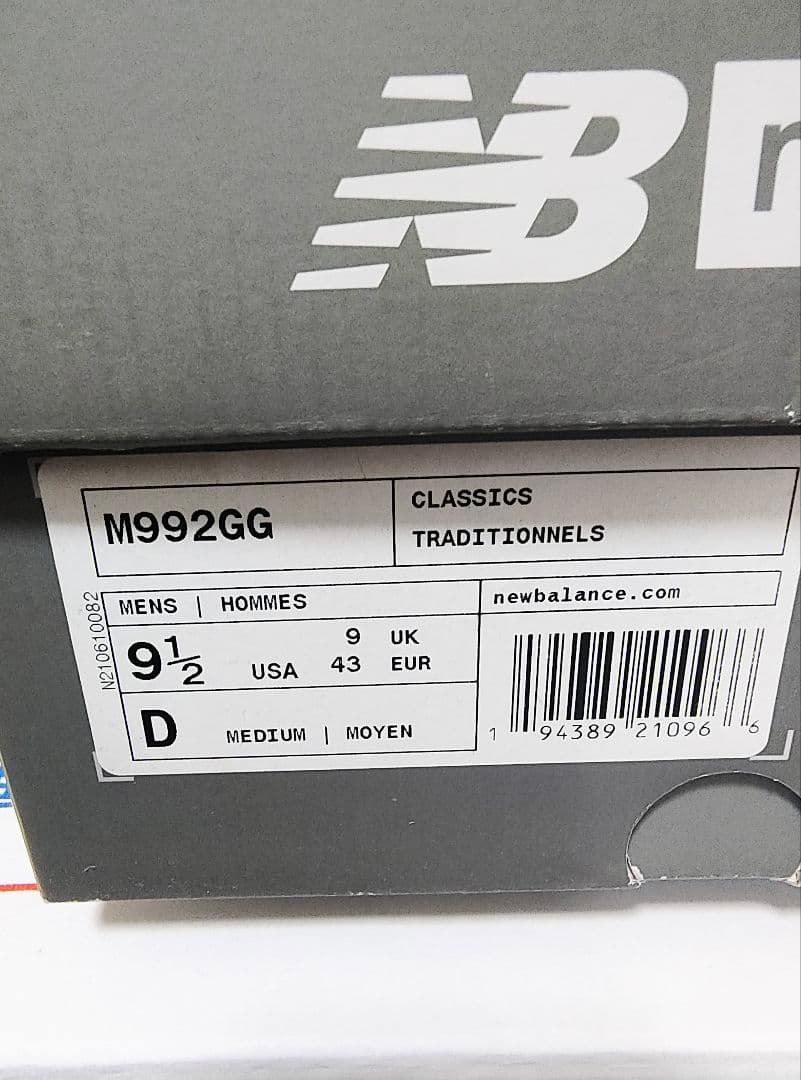 NB n
M992GG
CLASSICS
TRADITIONNELS
MENS | HOMMES
newbalance.com
9½ USA
9 UK
43 EUR
D MEDIUM | MOYEN
N210610082
1 94389 21096 6